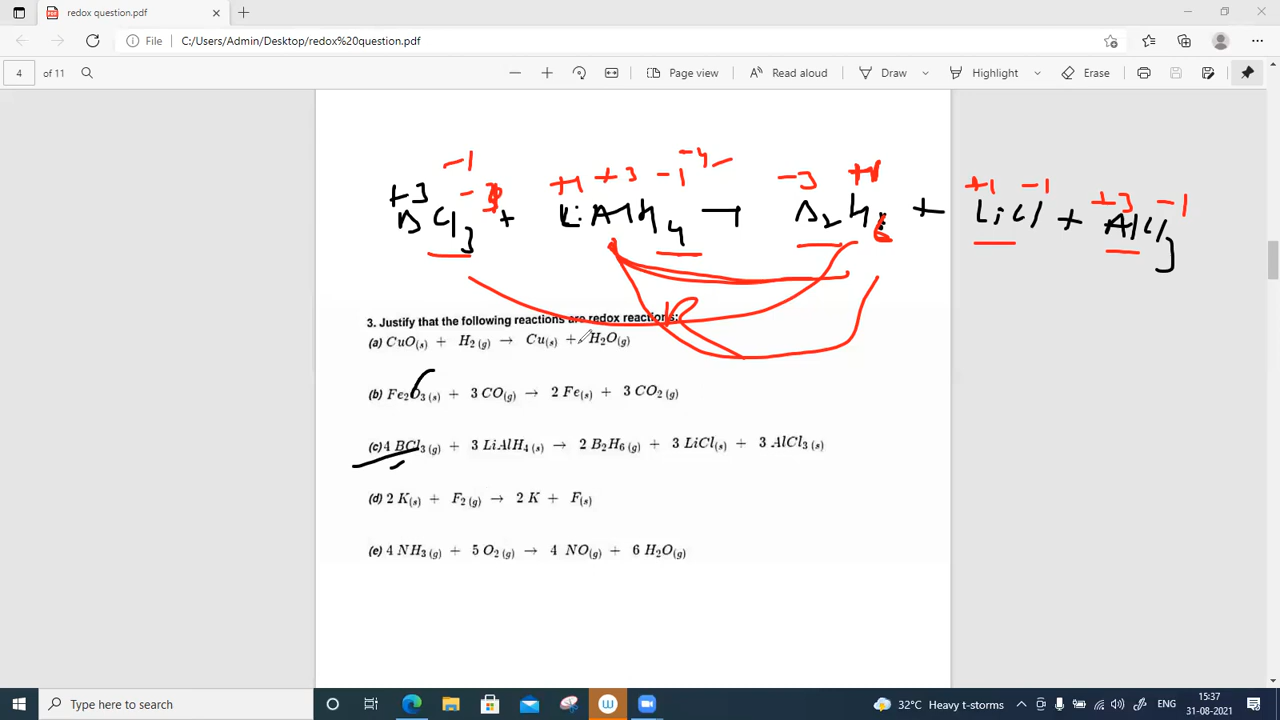 redox question.pdf
File C:/Users/Admin/Desktop/redox%20question.pdf
4 of 11 Page view Read aloud Draw Highlight Erase
-1 -4
+3 -3 +1 +3 -1 -3 +1 +1 -1 +3 -1
BCl3 + LiAlH4 → B2H6 + LiCl + AlCl3
R
3. Justify that the following reactions are redox reactions:
(a) CuO(s) + H2 (g) → Cu(s) + H2O(g)
(b) Fe2O3 (s) + 3 CO(g) → 2 Fe(s) + 3 CO2 (g)
(c)4 BCl3 (g) + 3 LiAlH4 (s) → 2 B2H6 (g) + 3 LiCl(s) + 3 AlCl3 (s)
(d) 2 K(s) + F2 (g) → 2 K + F(s)
(e) 4 NH3 (g) + 5 O2 (g) → 4 NO(g) + 6 H2O(g)
Type here to search
32°C Heavy t-storms
15:37
31-08-2021